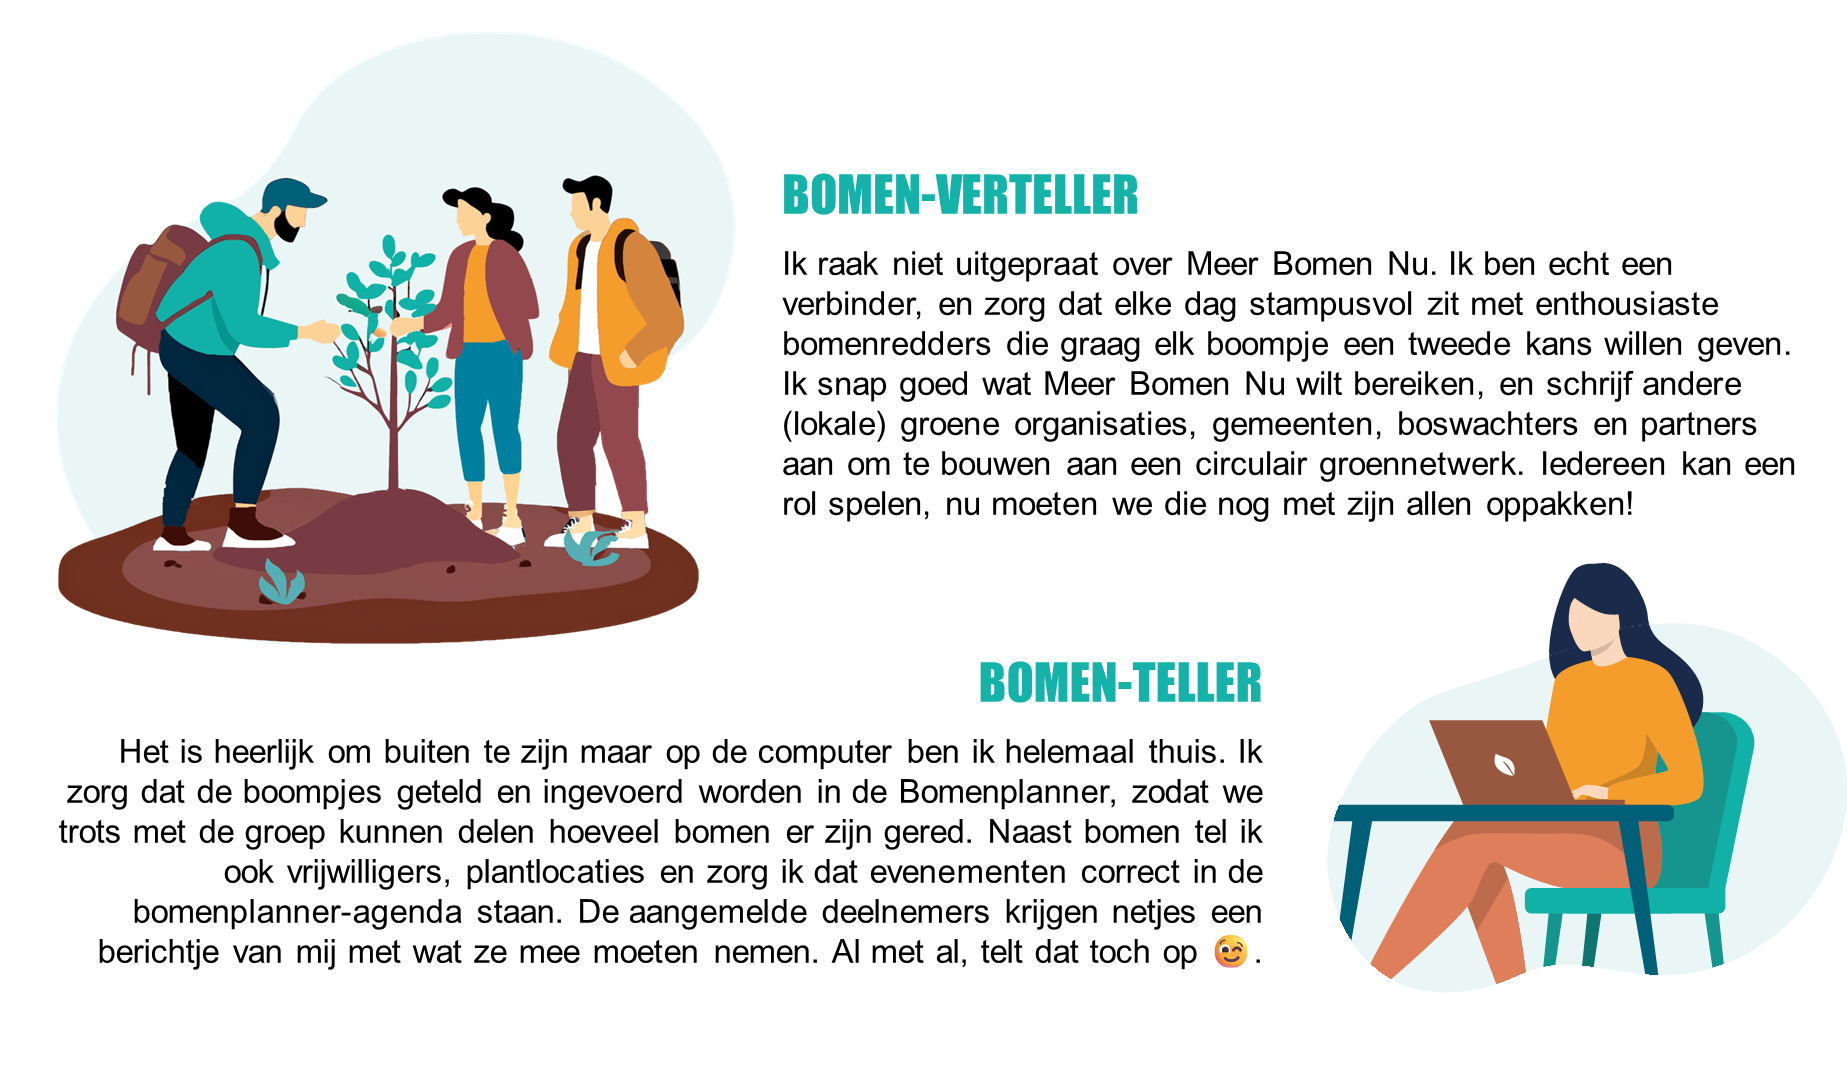 BOMEN-VERTELLER
Ik raak niet uitgepraat over Meer Bomen Nu. Ik ben echt een
verbinder, en zorg dat elke dag stampusvol zit met enthousiaste
bomenredders die graag elk boompje een tweede kans willen geven.
Ik snap goed wat Meer Bomen Nu wilt bereiken, en schrijf andere
(lokale) groene organisaties, gemeenten, boswachters en partners
aan om te bouwen aan een circulair groennetwerk. Iedereen kan een
rol spelen, nu moeten we die nog met zijn allen oppakken!
BOMEN-TELLER
Het is heerlijk om buiten te zijn maar op de computer ben ik helemaal thuis. Ik
zorg dat de boompjes geteld en ingevoerd worden in de Bomenplanner, zodat we
trots met de groep kunnen delen hoeveel bomen er zijn gered. Naast bomen tel ik
ook vrijwilligers, plantlocaties en zorg ik dat evenementen correct in de
bomenplanner-agenda staan. De aangemelde deelnemers krijgen netjes een
berichtje van mij met wat ze mee moeten nemen. Al met al, telt dat toch op 😉.